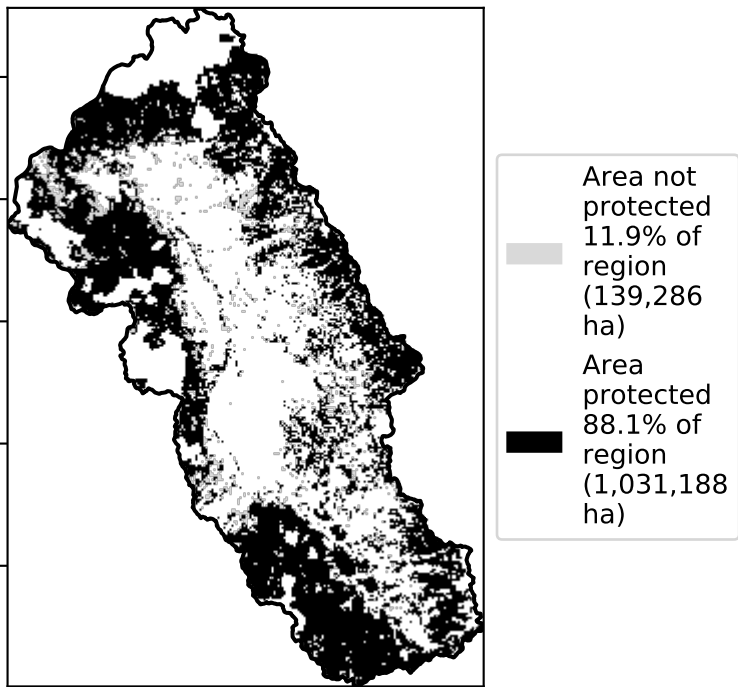 Area not
protected
11.9% of
region
(139,286
ha)
Area
protected
88.1% of
region
(1,031,188
ha)